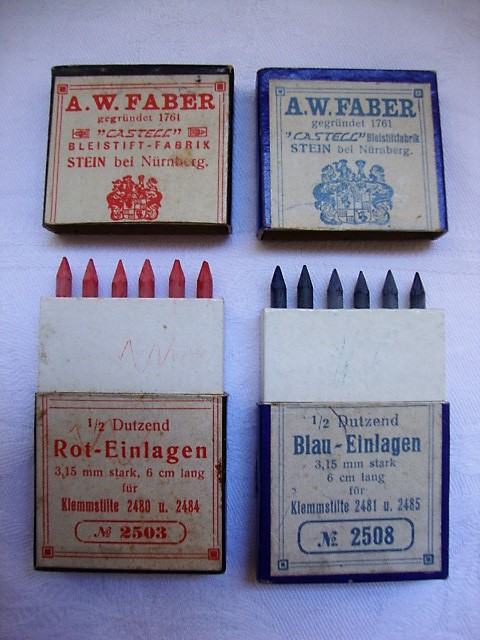 A.W. FABER
gegründet 1761
"CASTELL"
BLEISTIFT-FABRIK
STEIN bei Nürnberg.
A.W. FABER
gegründet 1761
"CASTELL" Bleistiftfabrik
STEIN bei Nürnberg.
1/2 Dutzend
Rot-Einlagen
3,15 mm stark, 6 cm lang
für
Klemmstifte 2480 u. 2484
№ 2503
1/2 Dutzend
Blau-Einlagen
3,15 mm stark
6 cm lang
für
Klemmstifte 2481 u. 2485
№ 2508